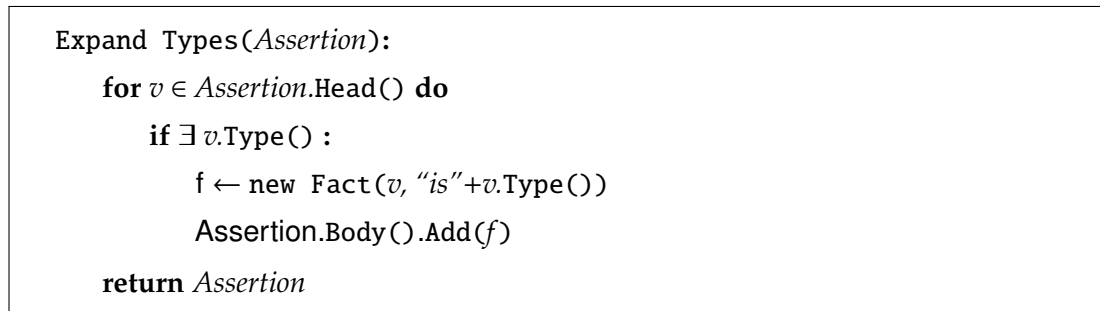 Expand Types(Assertion):
for v ∈ Assertion.Head() do
if ∃ v.Type() :
f ← new Fact(v, “is”+v.Type())
Assertion.Body().Add(f)
return Assertion